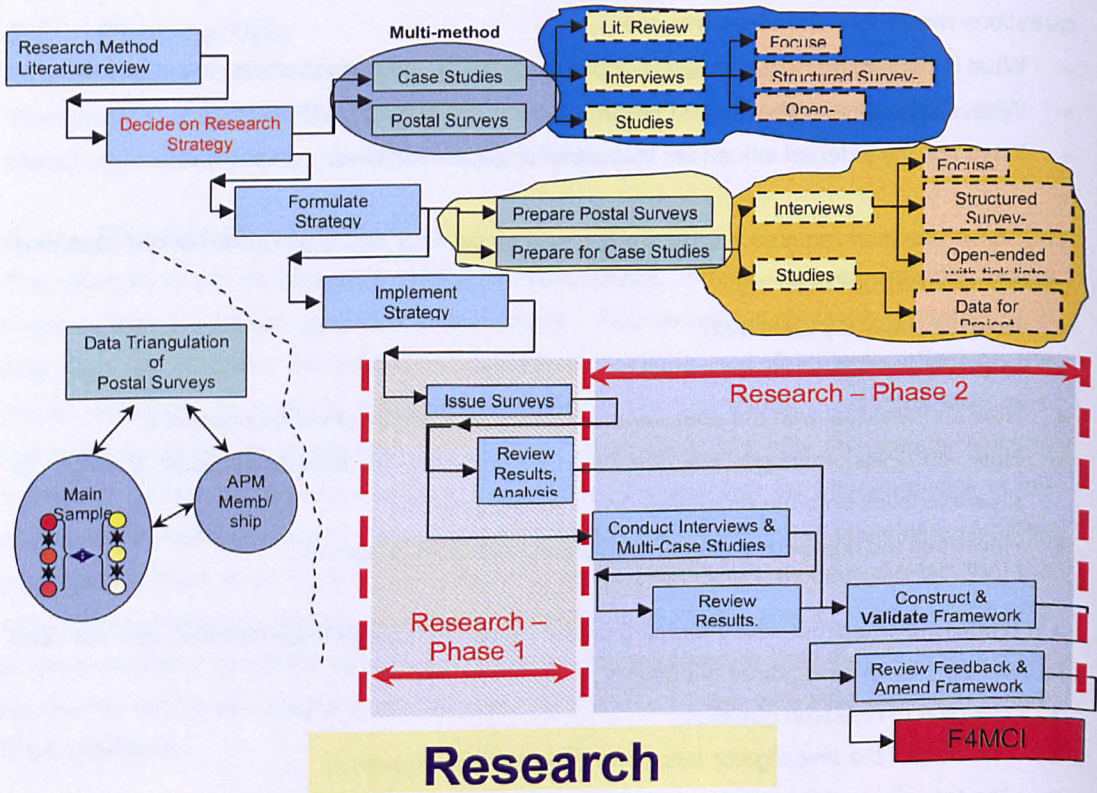 Research Method
Literature review
Multi-method
Case Studies
Postal Surveys
Lit. Review
Interviews
Studies
Focuse
Structured Survey-
Open-
Decide on Research
Strategy
Formulate
Strategy
Prepare Postal Surveys
Prepare for Case Studies
Interviews
Studies
Focuse
Structured
Survey-
Open-ended
with tick lists
Data for
Project
Implement
Strategy
Data Triangulation
of
Postal Surveys
Main
Sample
APM
Memb/
ship
Research – Phase 2
Issue Surveys
Review
Results,
Analysis
Conduct Interviews &
Multi-Case Studies
Review
Results.
Construct &
Validate Framework
Research –
Phase 1
Review Feedback &
Amend Framework
F4MCI
Research